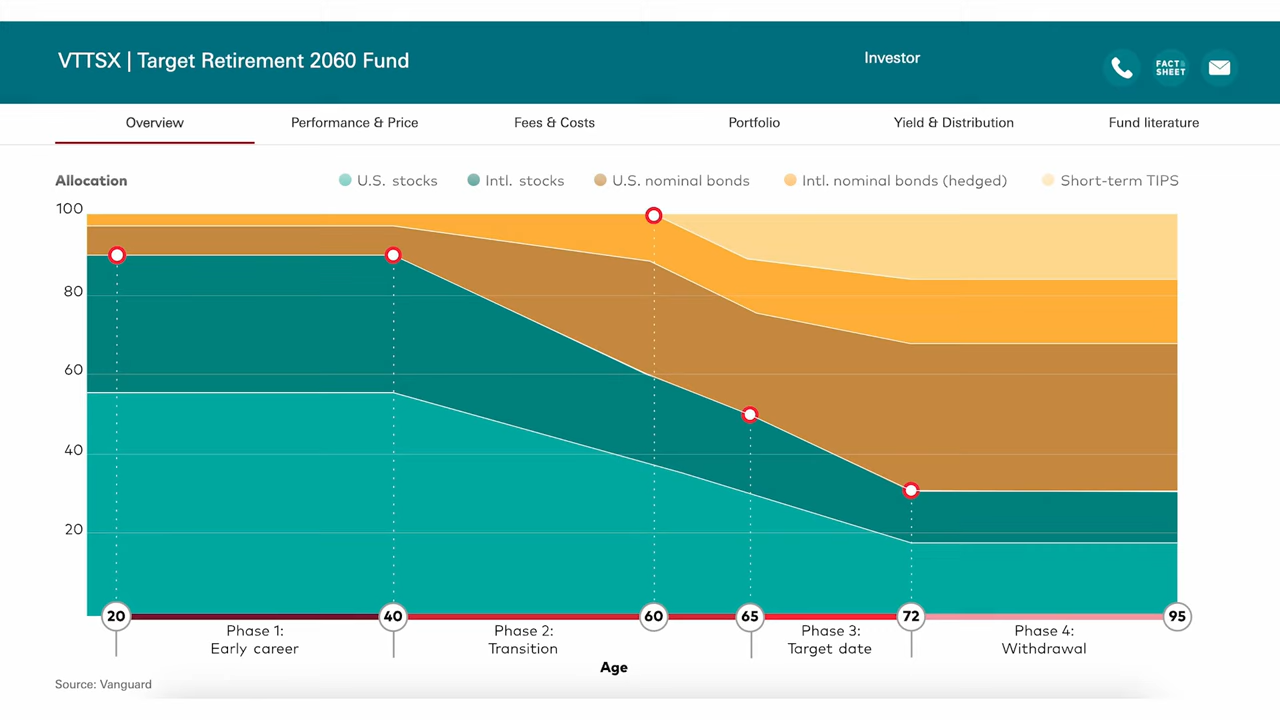 VTTSX | Target Retirement 2060 Fund
Investor
FACT
SHEET
Overview
Performance & Price
Fees & Costs
Portfolio
Yield & Distribution
Fund literature
Allocation
U.S. stocks
Intl. stocks
U.S. nominal bonds
Intl. nominal bonds (hedged)
Short-term TIPS
100
80
60
40
20
20
40
60
65
72
95
Phase 1:
Early career
Phase 2:
Transition
Phase 3:
Target date
Phase 4:
Withdrawal
Age
Source: Vanguard